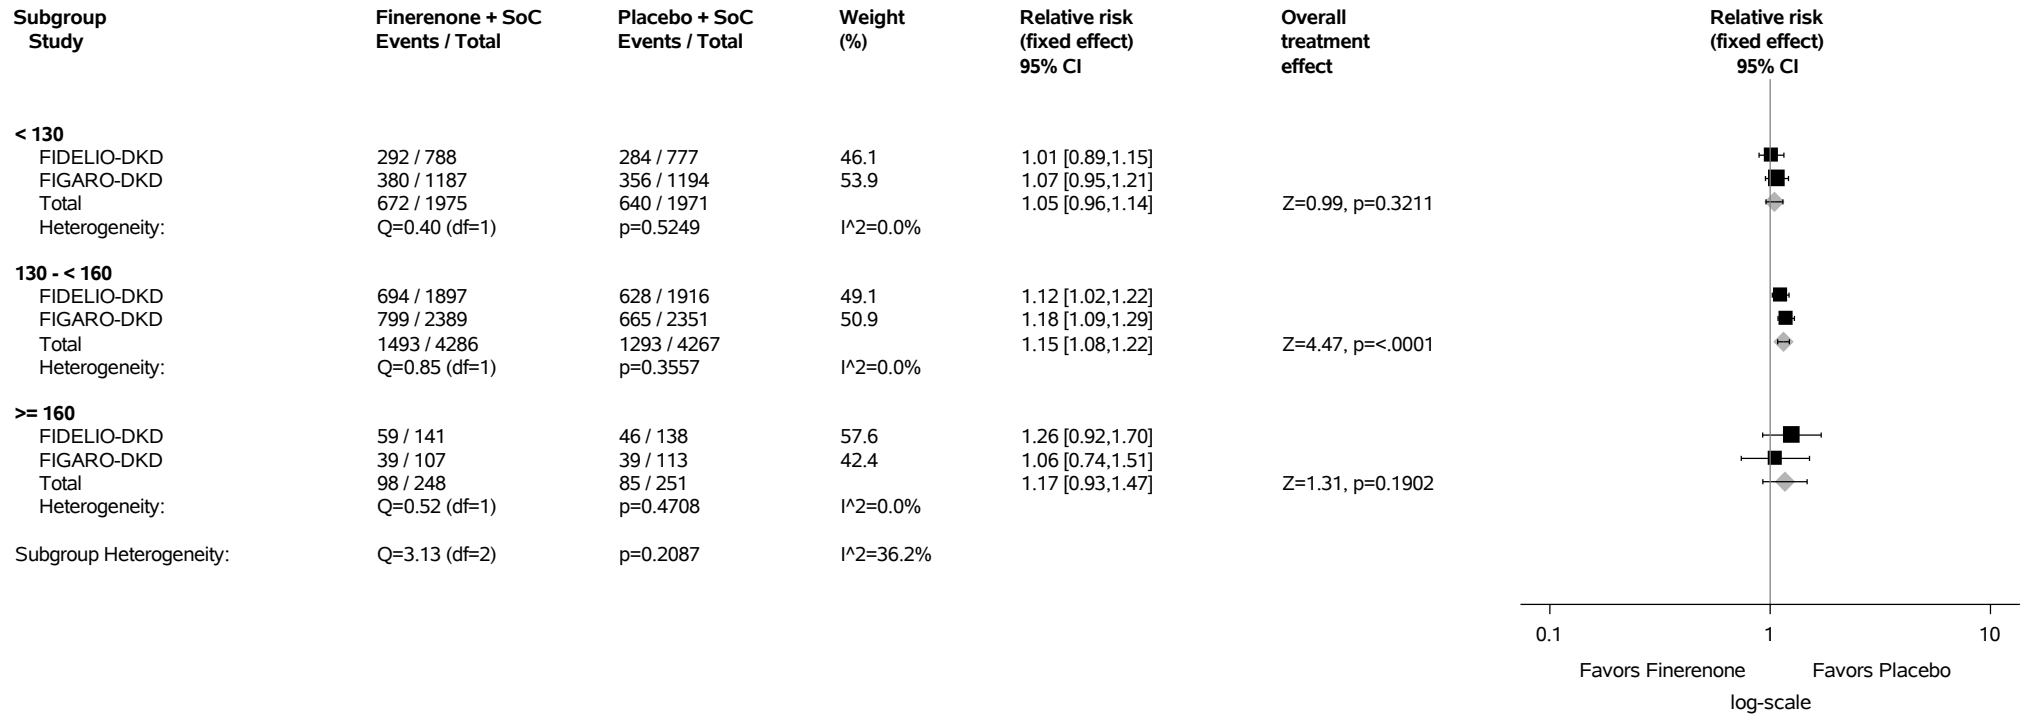 Subgroup Finerenone + SoC Placebo + SoC Weight Relative risk Overall Relative risk
Study Events / Total Events / Total (%) (fixed effect) treatment (fixed effect)
95% CI effect 95% CI
< 130
FIDELIO-DKD 292 / 788 284 / 777 46.1 1.01 [0.89,1.15]
FIGARO-DKD 380 / 1187 356 / 1194 53.9 1.07 [0.95,1.21]
Total 672 / 1975 640 / 1971 1.05 [0.96,1.14] Z=0.99, p=0.3211
Heterogeneity: Q=0.40 (df=1) p=0.5249 I^2=0.0%
130 - < 160
FIDELIO-DKD 694 / 1897 628 / 1916 49.1 1.12 [1.02,1.22]
FIGARO-DKD 799 / 2389 665 / 2351 50.9 1.18 [1.09,1.29]
Total 1493 / 4286 1293 / 4267 1.15 [1.08,1.22] Z=4.47, p=<.0001
Heterogeneity: Q=0.85 (df=1) p=0.3557 I^2=0.0%
>= 160
FIDELIO-DKD 59 / 141 46 / 138 57.6 1.26 [0.92,1.70]
FIGARO-DKD 39 / 107 39 / 113 42.4 1.06 [0.74,1.51]
Total 98 / 248 85 / 251 1.17 [0.93,1.47] Z=1.31, p=0.1902
Heterogeneity: Q=0.52 (df=1) p=0.4708 I^2=0.0%
Subgroup Heterogeneity: Q=3.13 (df=2) p=0.2087 I^2=36.2%
0.1 1 10
Favors Finerenone Favors Placebo
log-scale